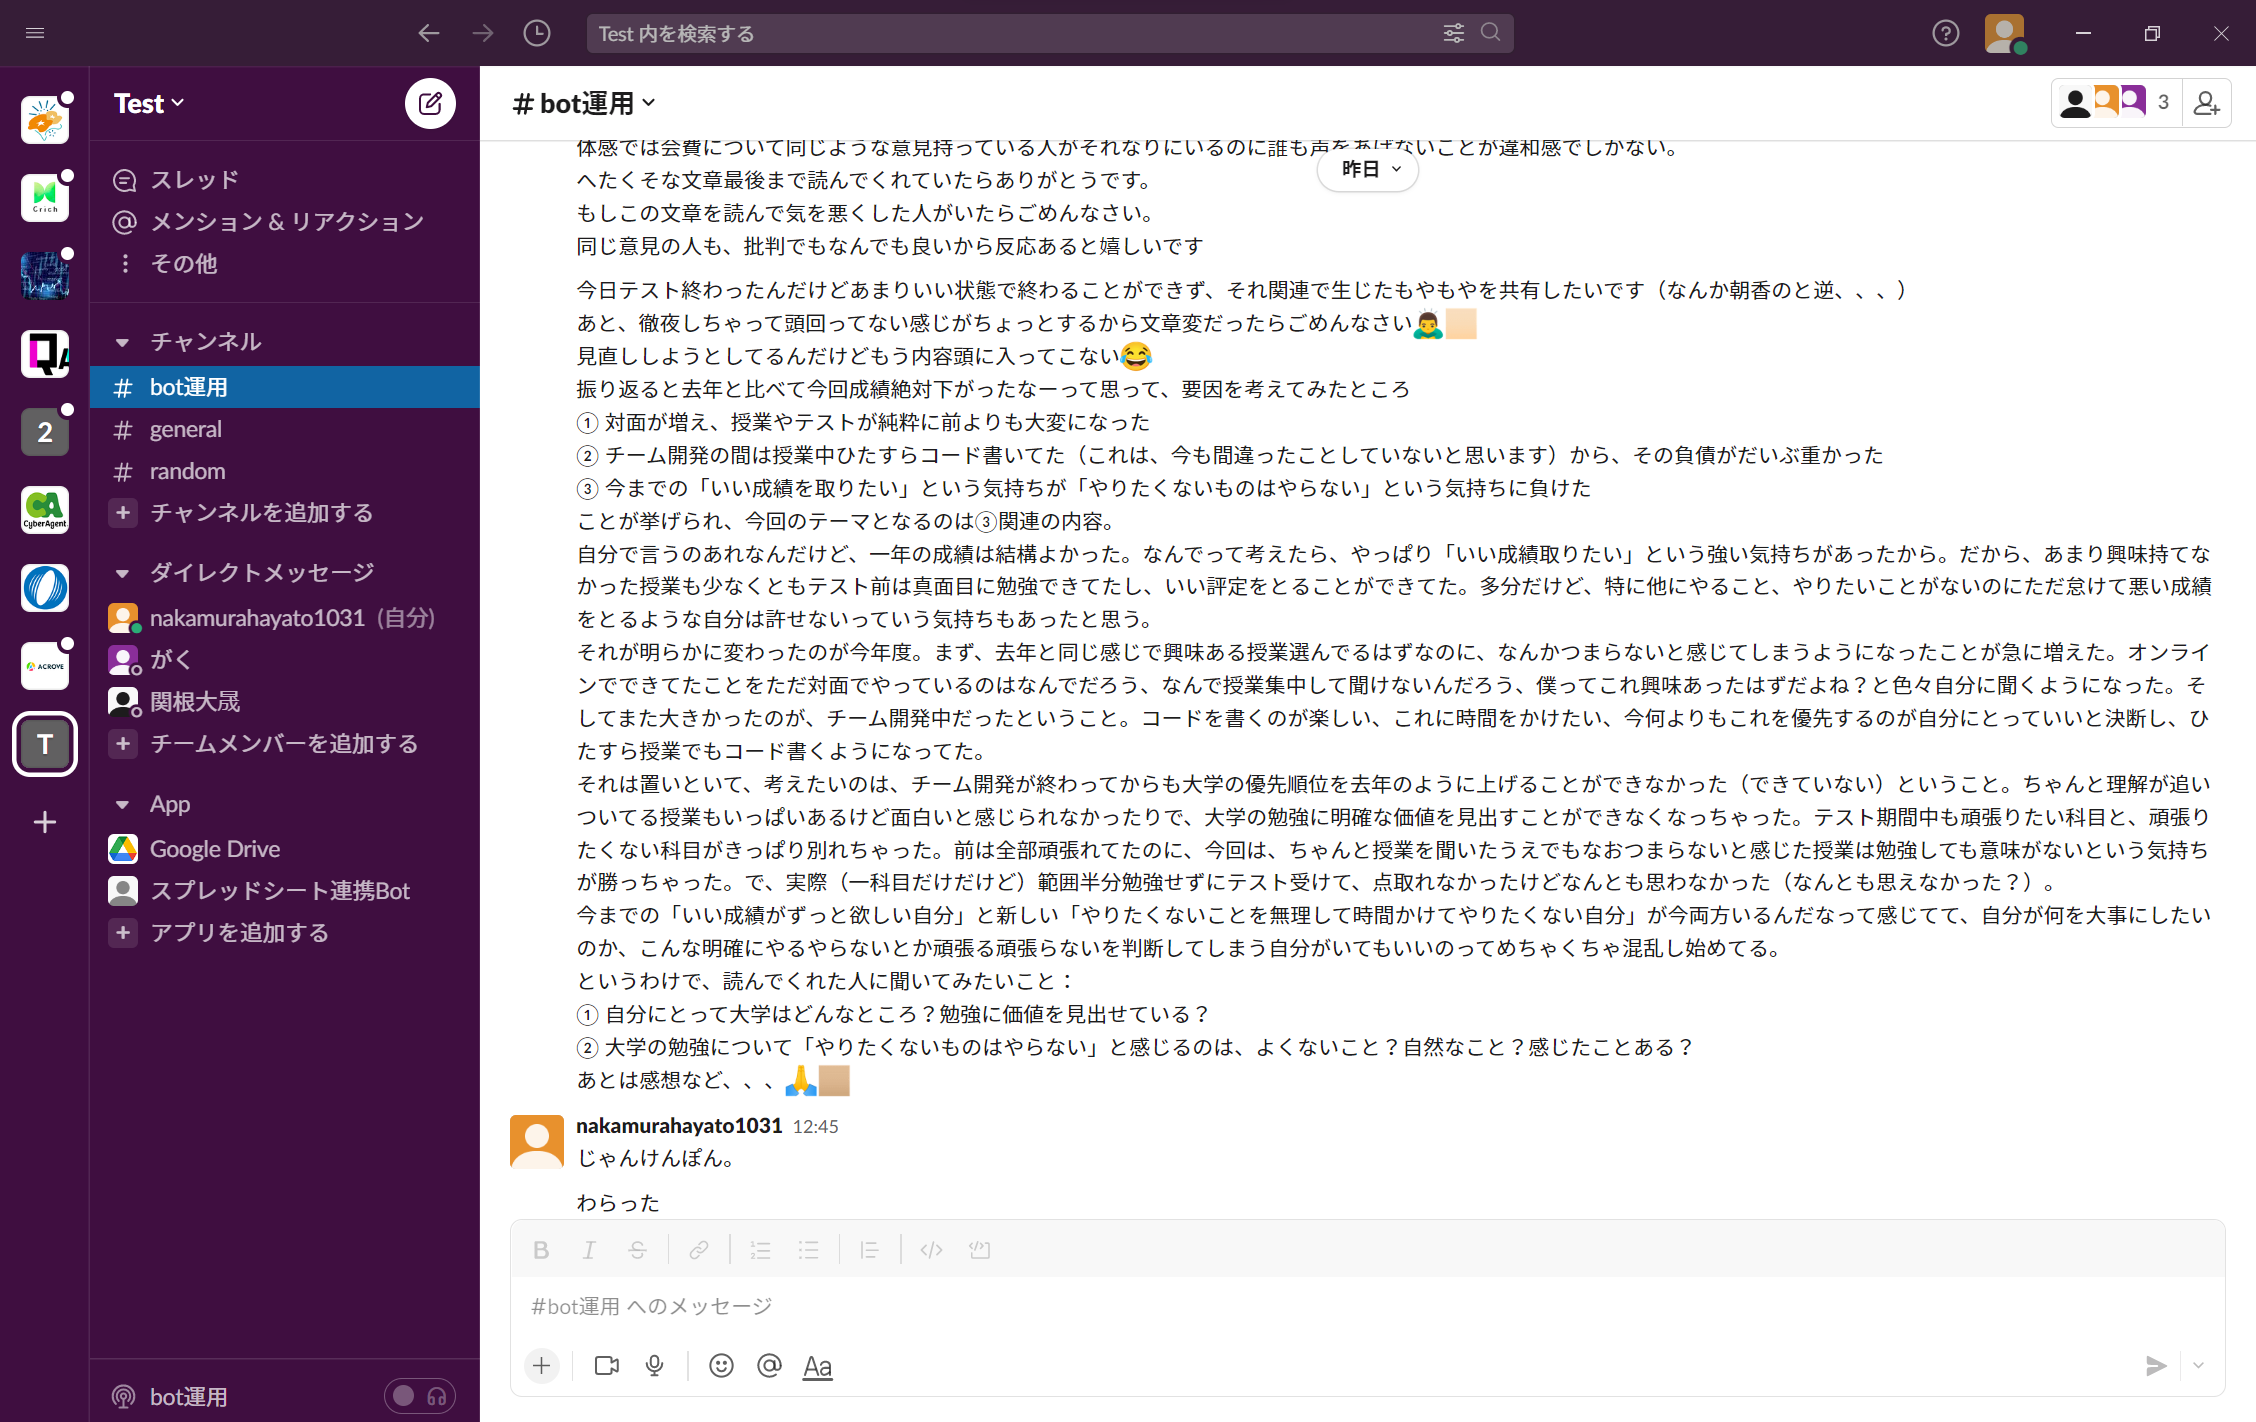 Test 内を検索する
Test
#bot運用
3
スレッド
メンション & リアクション
その他
チャンネル
# bot運用
# general
# random
+ チャンネルを追加する
ダイレクトメッセージ
nakamurahayato1031 (自分)
がく
関根大晟
+ チームメンバーを追加する
App
Google Drive
スプレッドシート連携Bot
+ アプリを追加する
bot運用
Crich
2
CA
CyberAgent
ACROVE
T
体感では会費について同じような意見持っている人がそれなりにいるのに誰も声をあげないことが違和感でしかない。
昨日
へたくそな文章最後まで読んでくれていたらありがとうです。
もしこの文章を読んで気を悪くした人がいたらごめんなさい。
同じ意見の人も、批判でもなんでも良いから反応あると嬉しいです
今日テスト終わったんだけどあまりいい状態で終わることができず、それ関連で生じたもやもやを共有したいです（なんか朝香のと逆、、、）
あと、徹夜しちゃって頭回ってない感じがちょっとするから文章変だったらごめんなさい🙇‍♂️🏻
見直ししようとしてるんだけどもう内容頭に入ってこない😂
振り返ると去年と比べて今回成績絶対下がったなーって思って、要因を考えてみたところ
① 対面が増え、授業やテストが純粋に前よりも大変になった
② チーム開発の間は授業中ひたすらコード書いてた（これは、今も間違ったことしていないと思います）から、その負債がだいぶ重かった
③ 今までの「いい成績を取りたい」という気持ちが「やりたくないものはやらない」という気持ちに負けた
ことが挙げられ、今回のテーマとなるのは③関連の内容。
自分で言うのあれなんだけど、一年の成績は結構よかった。なんでって考えたら、やっぱり「いい成績取りたい」という強い気持ちがあったから。だから、あまり興味持てな
かった授業も少なくともテスト前は真面目に勉強できてたし、いい評定をとることができてた。多分だけど、特に他にやること、やりたいことがないのにただ怠けて悪い成績
をとるような自分は許せないっていう気持ちもあったと思う。
それが明らかに変わったのが今年度。まず、去年と同じ感じで興味ある授業選んでるはずなのに、なんかつまらないと感じてしまうようになったことが急に増えた。オンライ
ンでできてたことをただ対面でやっているのはなんでだろう、なんで授業集中して聞けないんだろう、僕ってこれ興味あったはずだよね？と色々自分に聞くようになった。そ
してまた大きかったのが、チーム開発中だったということ。コードを書くのが楽しい、これに時間をかけたい、今何よりもこれを優先するのが自分にとっていいと決断し、ひ
たすら授業でもコード書くようになってた。
それは置いといて、考えたいのは、チーム開発が終わってからも大学の優先順位を去年のように上げることができなかった（できていない）ということ。ちゃんと理解が追い
ついてる授業もいっぱいあるけど面白いと感じられなかったりで、大学の勉強に明確な価値を見出すことができなくなっちゃった。テスト期間中も頑張りたい科目と、頑張り
たくない科目がきっぱり別れちゃった。前は全部頑張れてたのに、今回は、ちゃんと授業を聞いたうえでもなおつまらないと感じた授業は勉強しても意味がないという気持ち
が勝っちゃった。で、実際（一科目だけだけど）範囲半分勉強せずにテスト受けて、点取れなかったけどなんとも思わなかった（なんとも思えなかった？）。
今までの「いい成績がずっと欲しい自分」と新しい「やりたくないことを無理して時間かけてやりたくない自分」が今両方いるんだなって感じてて、自分が何を大事にしたい
のか、こんな明確にやるやらないとか頑張る頑張らないを判断してしまう自分がいてもいいのってめちゃくちゃ混乱し始めてる。
というわけで、読んでくれた人に聞いてみたいこと：
① 自分にとって大学はどんなところ？勉強に価値を見出せている？
② 大学の勉強について「やりたくないものはやらない」と感じるのは、よくないこと？自然なこと？感じたことある？
あとは感想など、、、🙏🏽
nakamurahayato1031 12:45
じゃんけんぽん。
わらった
#bot運用 へのメッセージ
Aa